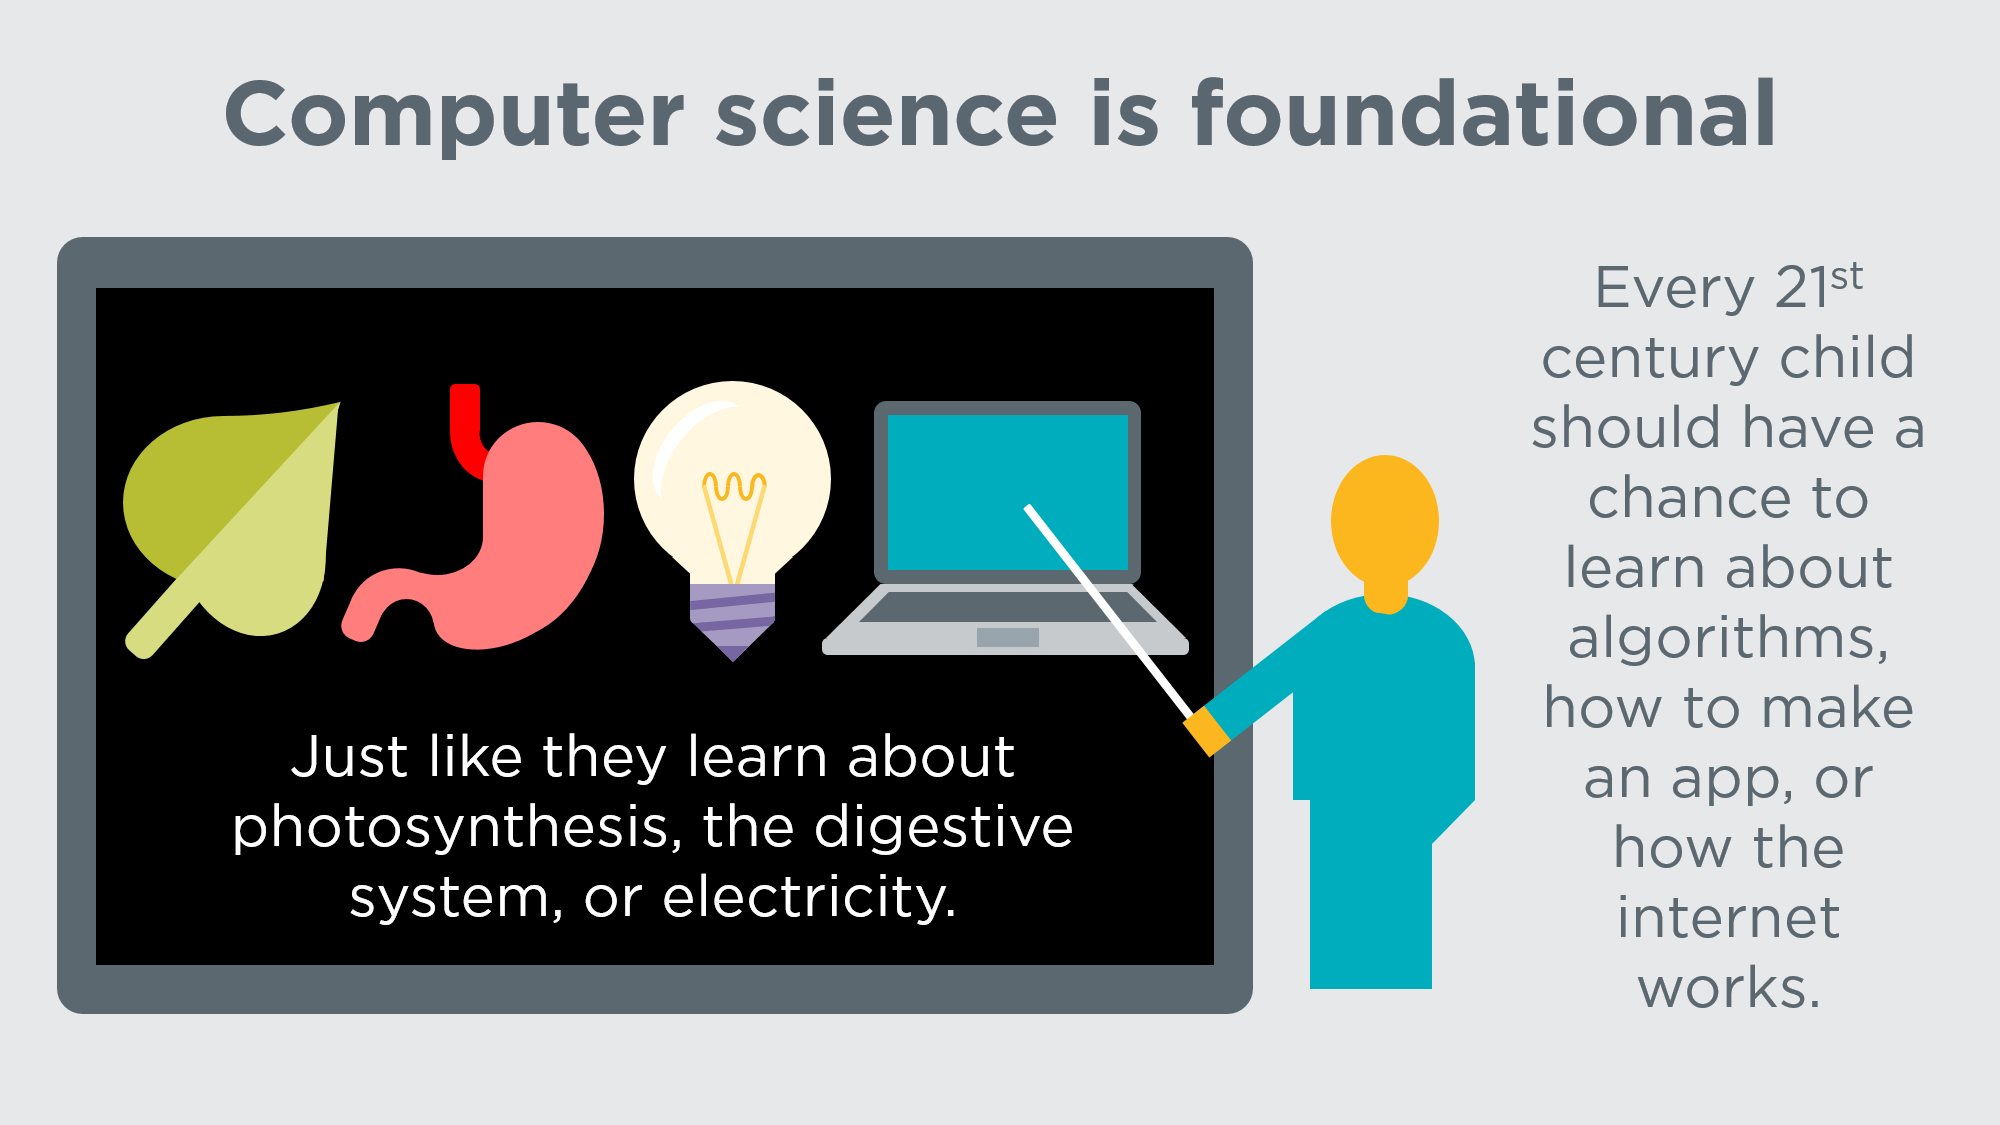 Computer science is foundational
Just like they learn about
photosynthesis, the digestive
system, or electricity.
Every 21st
century child
should have a
chance to
learn about
algorithms,
how to make
an app, or
how the
internet
works.